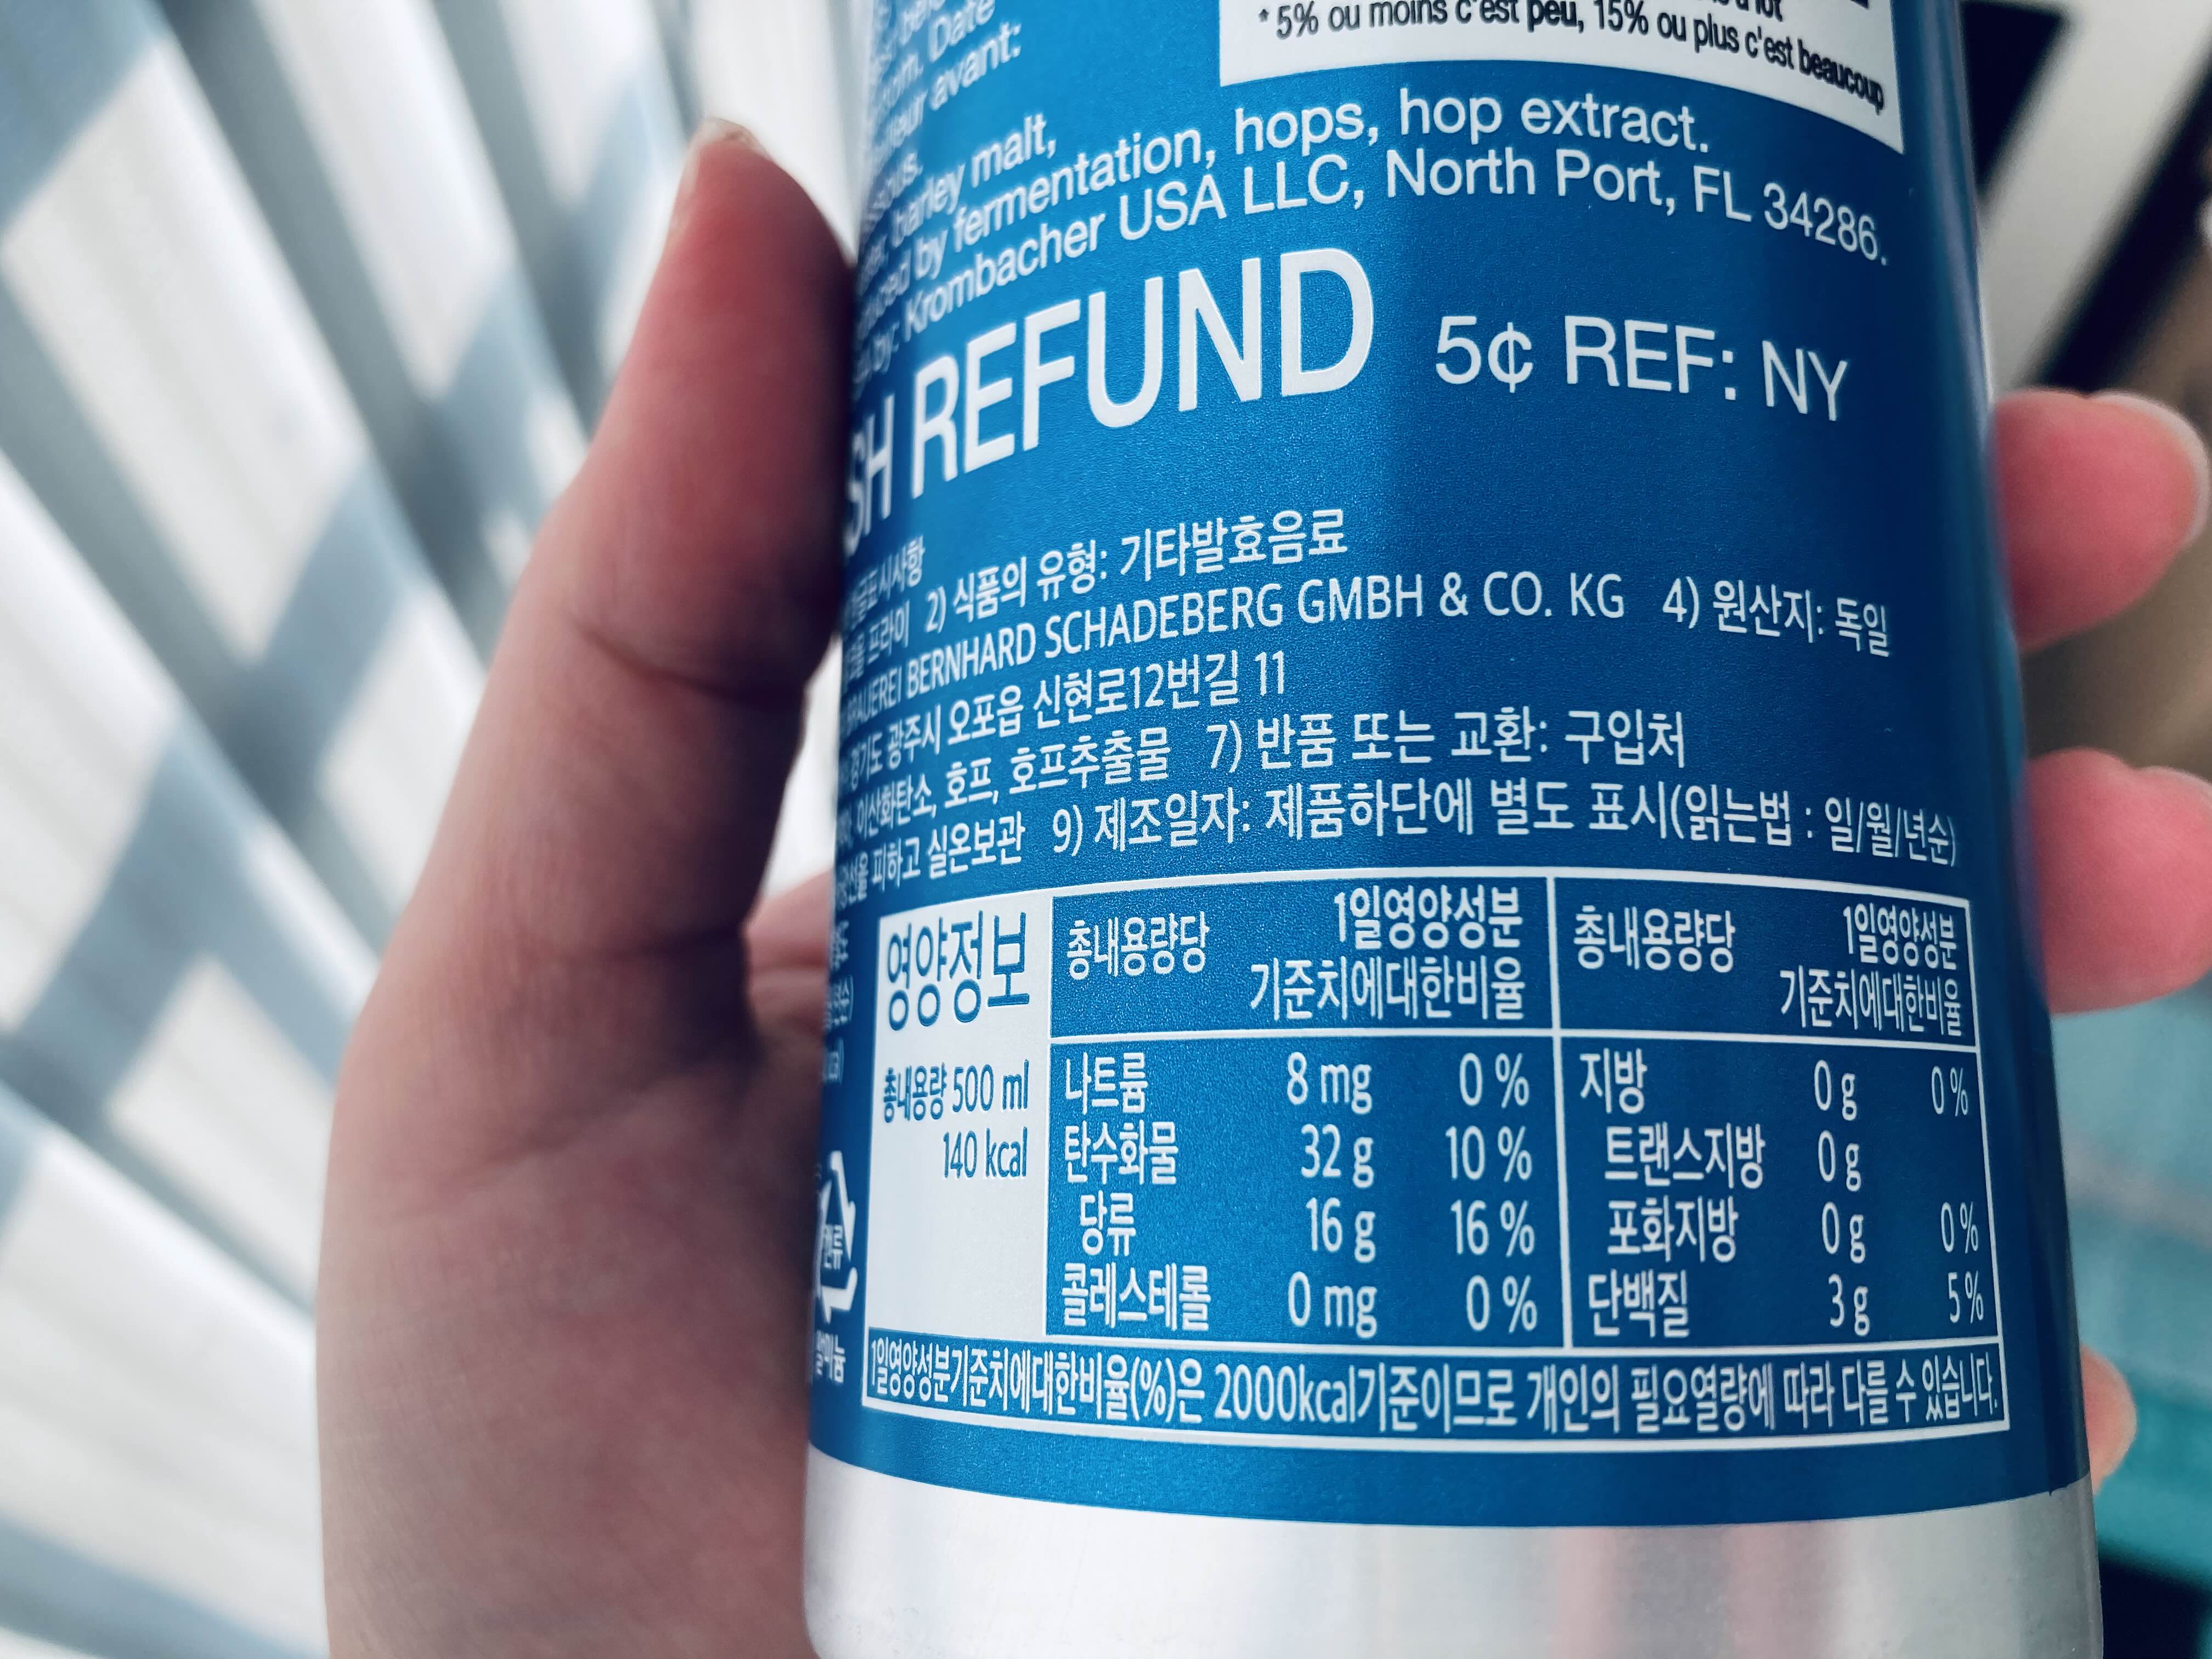 * 5% ou moins c'est peu, 15% ou plus c'est beaucoup
Date
avant:
barley malt,
by fermentation, hops, hop extract.
by: Krombacher USA LLC, North Port, FL 34286.
REFUND 5¢ REF: NY
2) 식품의 유형: 기타발효음료
BRAUEREI BERNHARD SCHADEBERG GMBH & CO. KG 4) 원산지: 독일
경기도 광주시 오포읍 신현로12번길 11
이산화탄소, 호프, 호프추출물 7) 반품 또는 교환: 구입처
피하고 실온보관 9) 제조일자: 제품하단에 별도 표시(읽는법 : 일/월/년순)
영양정보
총내용량 500 ml
140 kcal
총내용량당 1일영양성분 기준치에대한비율
나트륨 8 mg 0 %
탄수화물 32 g 10 %
당류 16 g 16 %
콜레스테롤 0 mg 0 %
총내용량당 1일영양성분 기준치에대한비율
지방 0 g 0 %
트랜스지방 0 g
포화지방 0 g 0 %
단백질 3 g 5 %
1일영양성분기준치에대한비율(%)은 2000kcal기준이므로 개인의 필요열량에 따라 다를 수 있습니다.